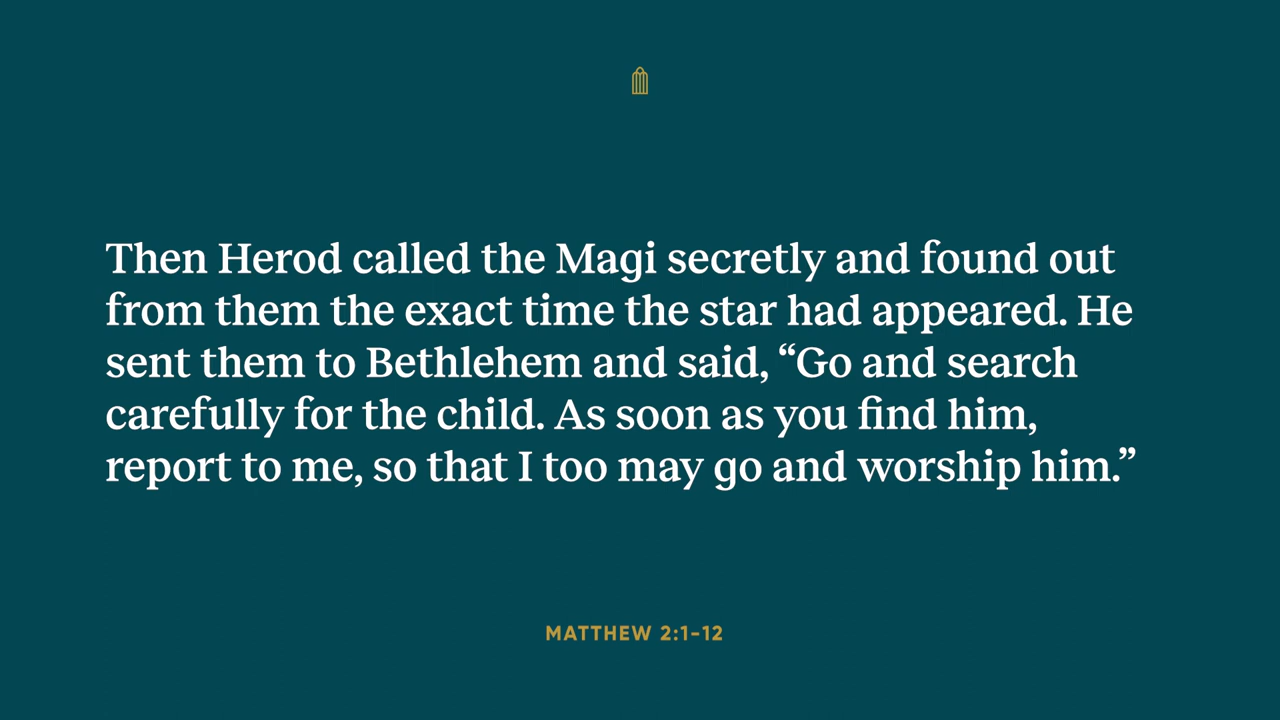 Then Herod called the Magi secretly and found out
from them the exact time the star had appeared. He
sent them to Bethlehem and said, “Go and search
carefully for the child. As soon as you find him,
report to me, so that I too may go and worship him.”
MATTHEW 2:1-12